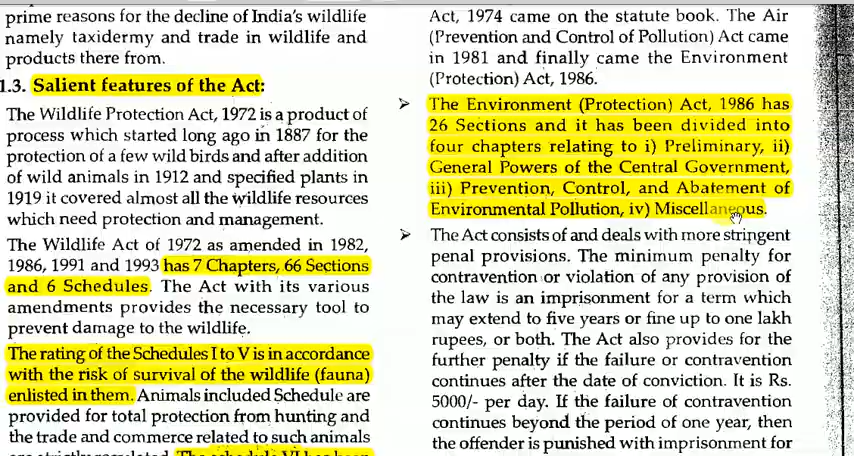 prime reasons for the decline of India's wildlife
namely taxidermy and trade in wildlife and
products there from.
1.3. Salient features of the Act:
The Wildlife Protection Act, 1972 is a product of
process which started long ago in 1887 for the
protection of a few wild birds and after addition
of wild animals in 1912 and specified plants in
1919 it covered almost all the wildlife resources
which need protection and management.
The Wildlife Act of 1972 as amended in 1982,
1986, 1991 and 1993 has 7 Chapters, 66 Sections
and 6 Schedules. The Act with its various
amendments provides the necessary tool to
prevent damage to the wildlife.
The rating of the Schedules I to V is in accordance
with the risk of survival of the wildlife (fauna)
enlisted in them. Animals included Schedule are
provided for total protection from hunting and
the trade and commerce related to such animals
are strictly regulated. The schedule VI has been
Act, 1974 came on the statute book. The Air
(Prevention and Control of Pollution) Act came
in 1981 and finally came the Environment
(Protection) Act, 1986.
➢ The Environment (Protection) Act, 1986 has
26 Sections and it has been divided into
four chapters relating to i) Preliminary, ii)
General Powers of the Central Government,
iii) Prevention, Control, and Abatement of
Environmental Pollution, iv) Miscellaneous.
➢ The Act consists of and deals with more stringent
penal provisions. The minimum penalty for
contravention or violation of any provision of
the law is an imprisonment for a term which
may extend to five years or fine up to one lakh
rupees, or both. The Act also provides for the
further penalty if the failure or contravention
continues after the date of conviction. It is Rs.
5000/- per day. If the failure of contravention
continues beyond the period of one year, then
the offender is punished with imprisonment for